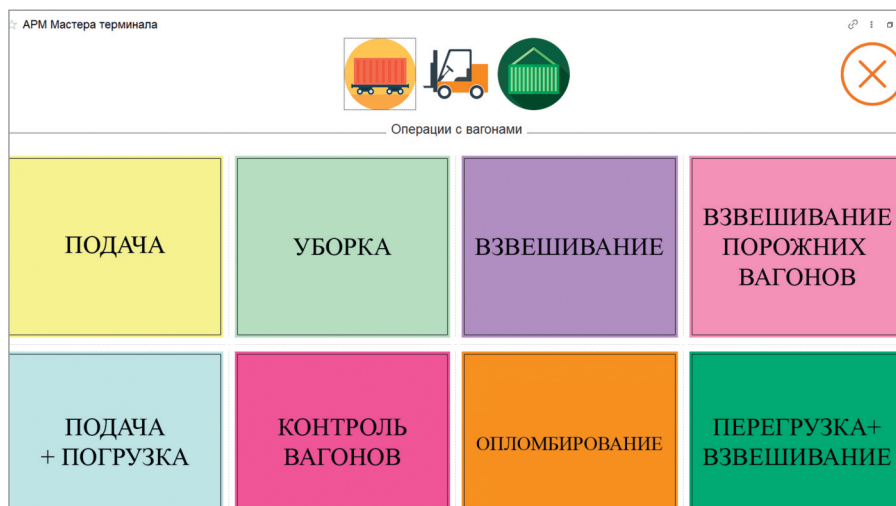 АРМ Мастера терминала
Операции с вагонами
ПОДАЧА
УБОРКА
ВЗВЕШИВАНИЕ
ВЗВЕШИВАНИЕ
ПОРОЖНИХ
ВАГОНОВ
ПОДАЧА
+ ПОГРУЗКА
КОНТРОЛЬ
ВАГОНОВ
ОПЛОМБИРОВАНИЕ
ПЕРЕГРУЗКА+
ВЗВЕШИВАНИЕ